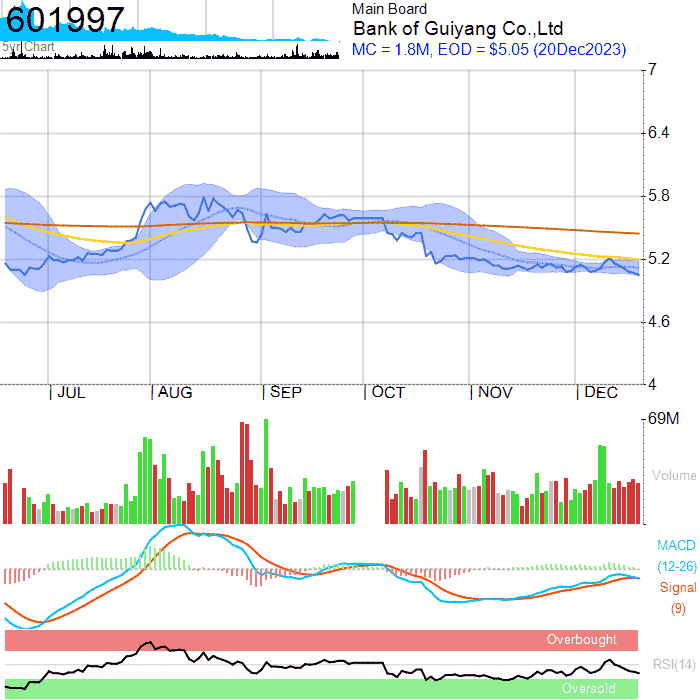 601997
5yr Chart
Main Board
Bank of Guiyang Co.,Ltd
MC = 1.8M, EOD = $5.05 (20Dec2023)
7
6.4
5.8
5.2
4.6
4
JUL
AUG
SEP
OCT
NOV
DEC
69M
Volume
MACD
(12-26)
Signal
(9)
Overbought
RSI(14)
Oversold